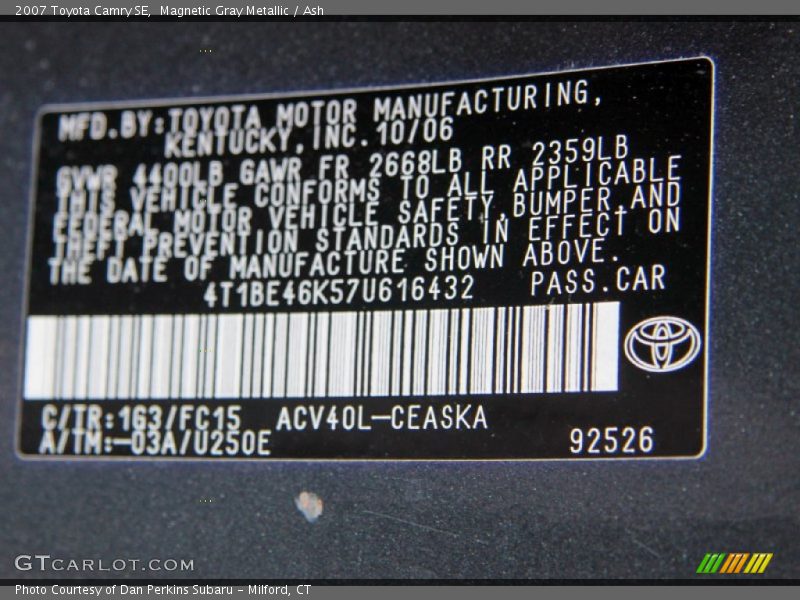 2007 Toyota Camry SE,  Magnetic Gray Metallic / Ash
MFD.BY:TOYOTA MOTOR MANUFACTURING,
KENTUCKY,INC.10/06
GVWR 4400LB GAWR FR 2668LB RR 2359LB
THIS VEHICLE CONFORMS TO ALL APPLICABLE
FEDERAL MOTOR VEHICLE SAFETY,BUMPER,AND
THEFT PREVENTION STANDARDS IN EFFECT ON
THE DATE OF MANUFACTURE SHOWN ABOVE.
4T1BE46K57U616432 PASS.CAR
C/TR:1G3/FC15 ACV40L-CEASKA
A/TM:-03A/U250E 92526
GTCARLOT.COM
Photo Courtesy of Dan Perkins Subaru - Milford, CT